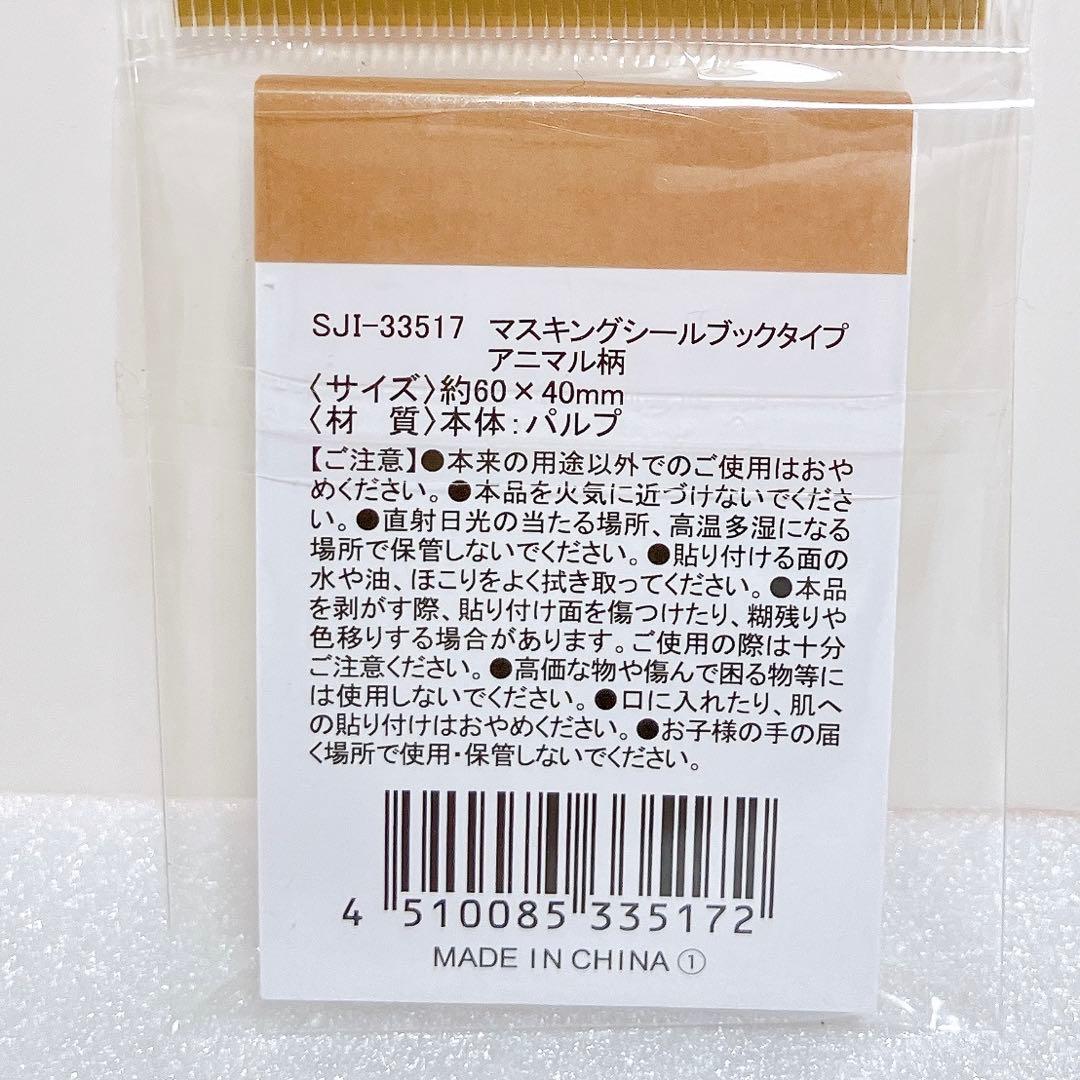 SJI-33517 マスキングシールブックタイプ
アニマル柄
〈サイズ〉約60×40mm
〈材　質〉本体：パルプ
【ご注意】●本来の用途以外でのご使用はおや
めください。●本品を火気に近づけないでくださ
い。●直射日光の当たる場所、高温多湿になる
場所で保管しないでください。●貼り付ける面の
水や油、ほこりをよく拭き取ってください。●本品
を剥がす際、貼り付け面を傷つけたり、糊残りや
色移りする場合があります。ご使用の際は十分
ご注意ください。●高価な物や傷んで困る物等に
は使用しないでください。●口に入れたり、肌へ
の貼り付けはおやめください。●お子様の手の届
く場所で使用・保管しないでください。
4 510085 335172
MADE IN CHINA ①